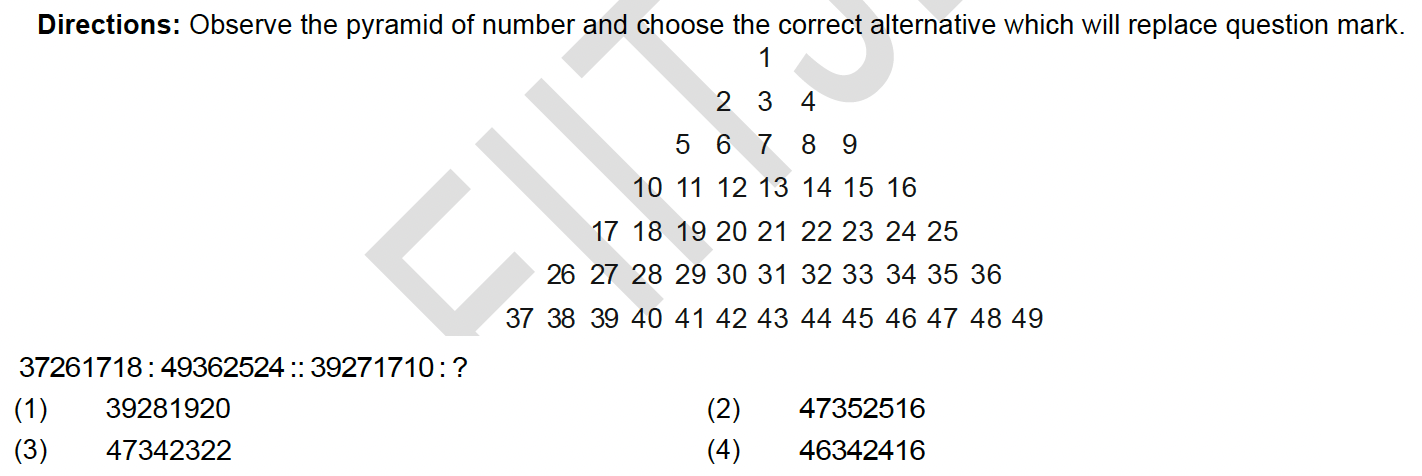 Directions: Observe the pyramid of number and choose the correct alternative which will replace question mark.
1
2 3 4
5 6 7 8 9
10 11 12 13 14 15 16
17 18 19 20 21 22 23 24 25
26 27 28 29 30 31 32 33 34 35 36
37 38 39 40 41 42 43 44 45 46 47 48 49
37261718 : 49362524 :: 39271710 : ?
(1) 39281920 (2) 47352516
(3) 47342322 (4) 46342416